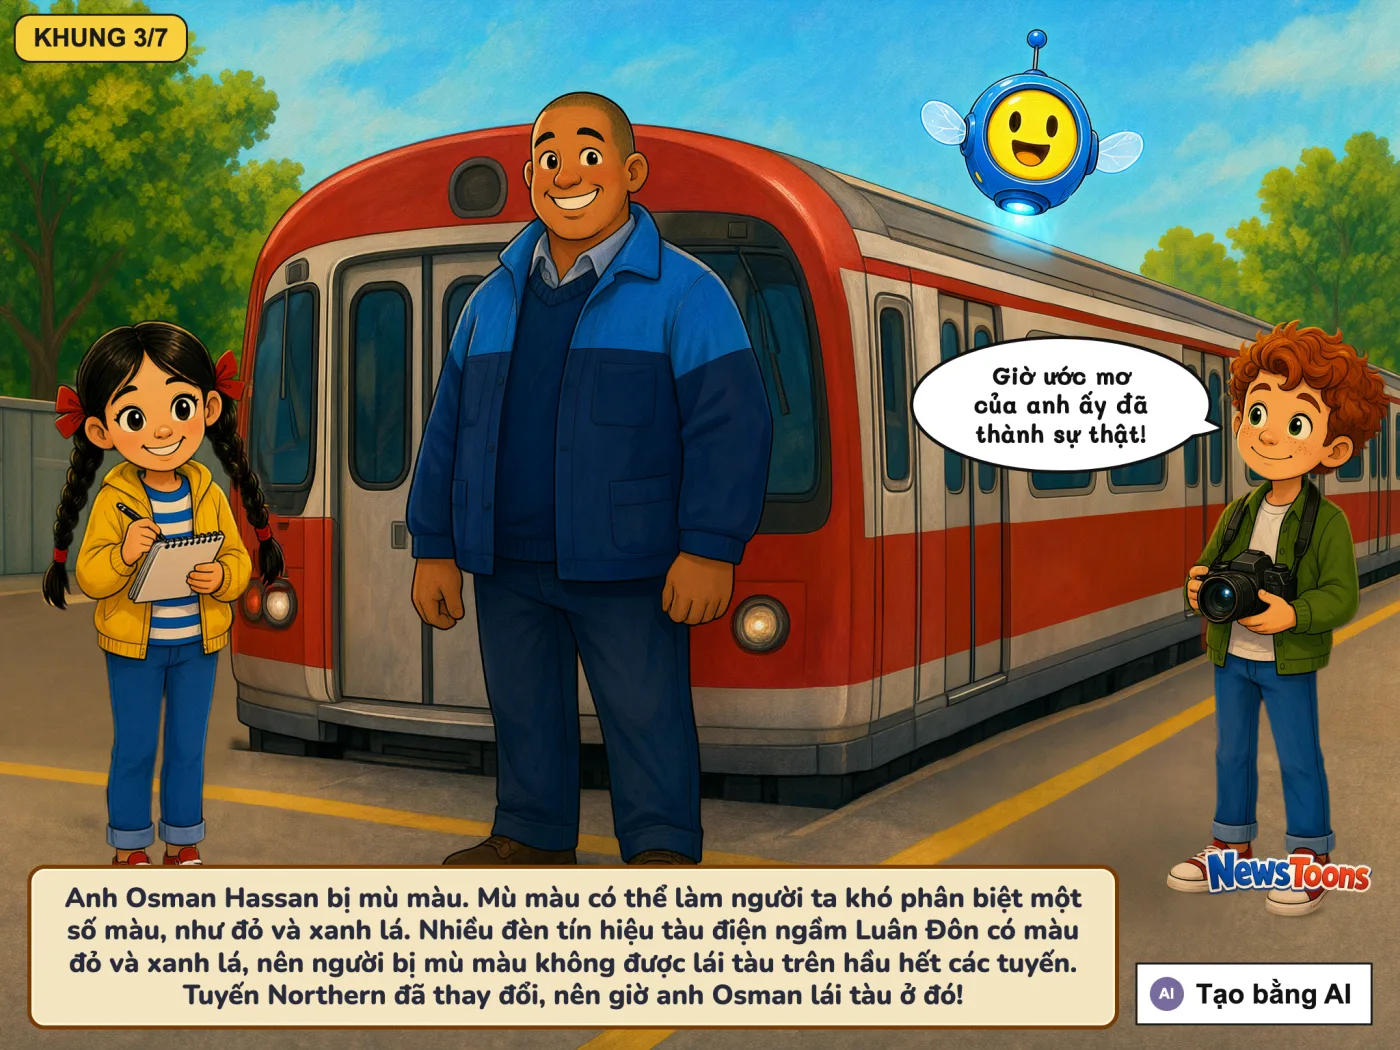 KHUNG 3/7
Giờ ước mơ
của anh ấy đã
thành sự thật!
NewsToons
Anh Osman Hassan bị mù màu. Mù màu có thể làm người ta khó phân biệt một
số màu, như đỏ và xanh lá. Nhiều đèn tín hiệu tàu điện ngầm Luân Đôn có màu
đỏ và xanh lá, nên người bị mù màu không được lái tàu trên hầu hết các tuyến.
Tuyến Northern đã thay đổi, nên giờ anh Osman lái tàu ở đó!
AI Tạo bằng AI